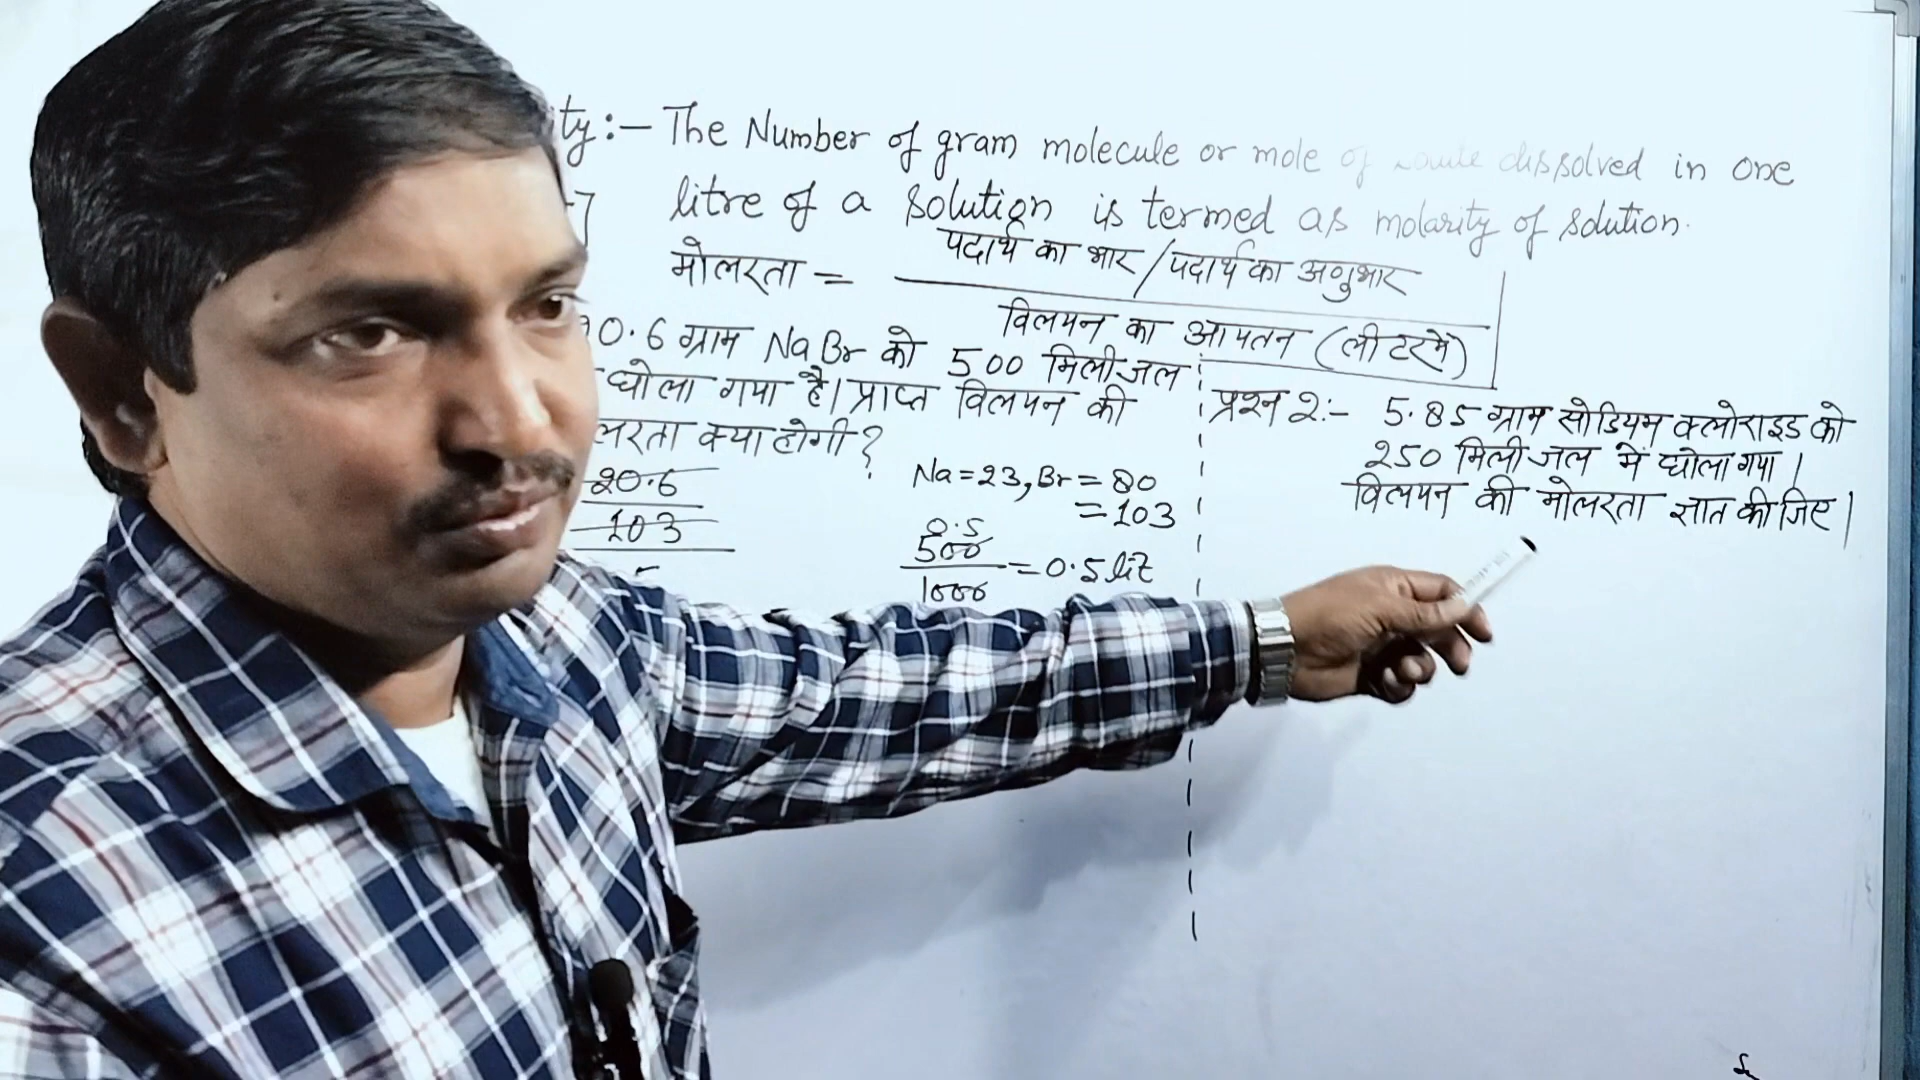 ty:- The Number of gram molecule or mole of solute dissolved in one
litre of a solution is termed as molarity of solution.
मोलरता = पदार्थ का भार / पदार्थ का अणुभार
विलयन का आयतन (लीटर में)
0.6 ग्राम NaBr को 500 मिली. जल
घोला गया है। प्राप्त विलयन की
लरता क्या होगी?
20.6
103
Na = 23, Br = 80
= 103
0.5
500
1000
= 0.5 lit
प्रश्न 2:- 5.85 ग्राम सोडियम क्लोराइड को
250 मिली. जल में घोला गया।
विलयन की मोलरता ज्ञात कीजिए।